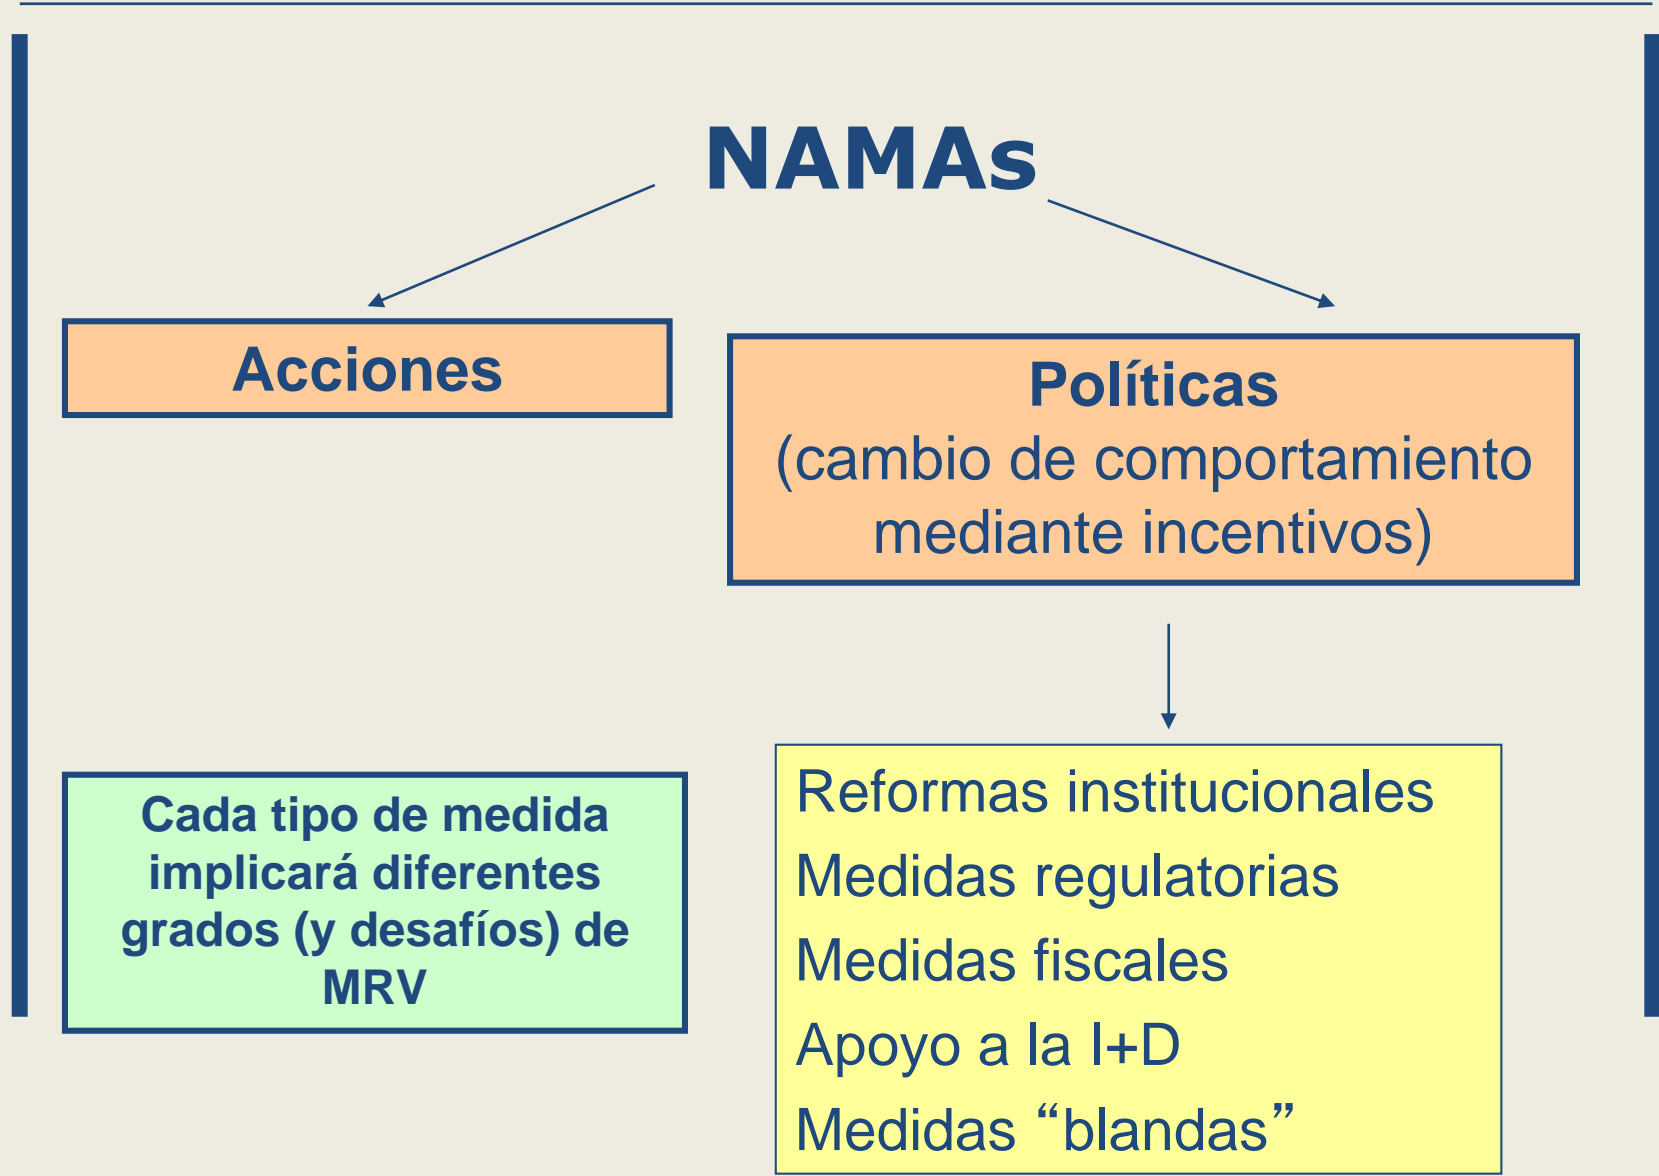 NAMAs
Acciones
Políticas
(cambio de comportamiento
mediante incentivos)
Cada tipo de medida
implicará diferentes
grados (y desafíos) de
MRV
Reformas institucionales
Medidas regulatorias
Medidas fiscales
Apoyo a la I+D
Medidas “blandas”